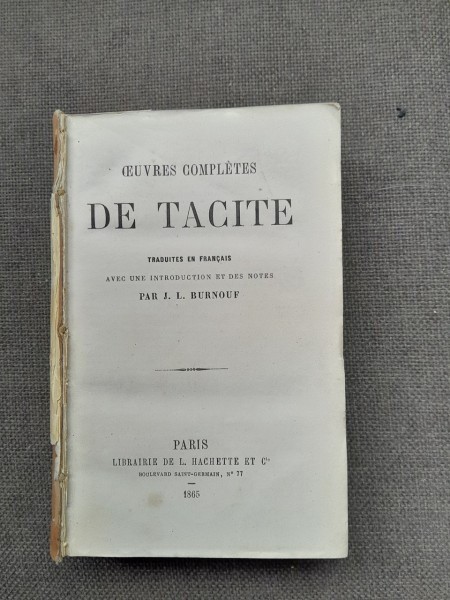 ŒUVRES COMPLÈTES
DE TACITE
TRADUITES EN FRANÇAIS
AVEC UNE INTRODUCTION ET DES NOTES
PAR J. L. BURNOUF
PARIS
LIBRAIRIE DE L. HACHETTE ET Cie
BOULEVARD SAINT-GERMAIN, N° 77
1865